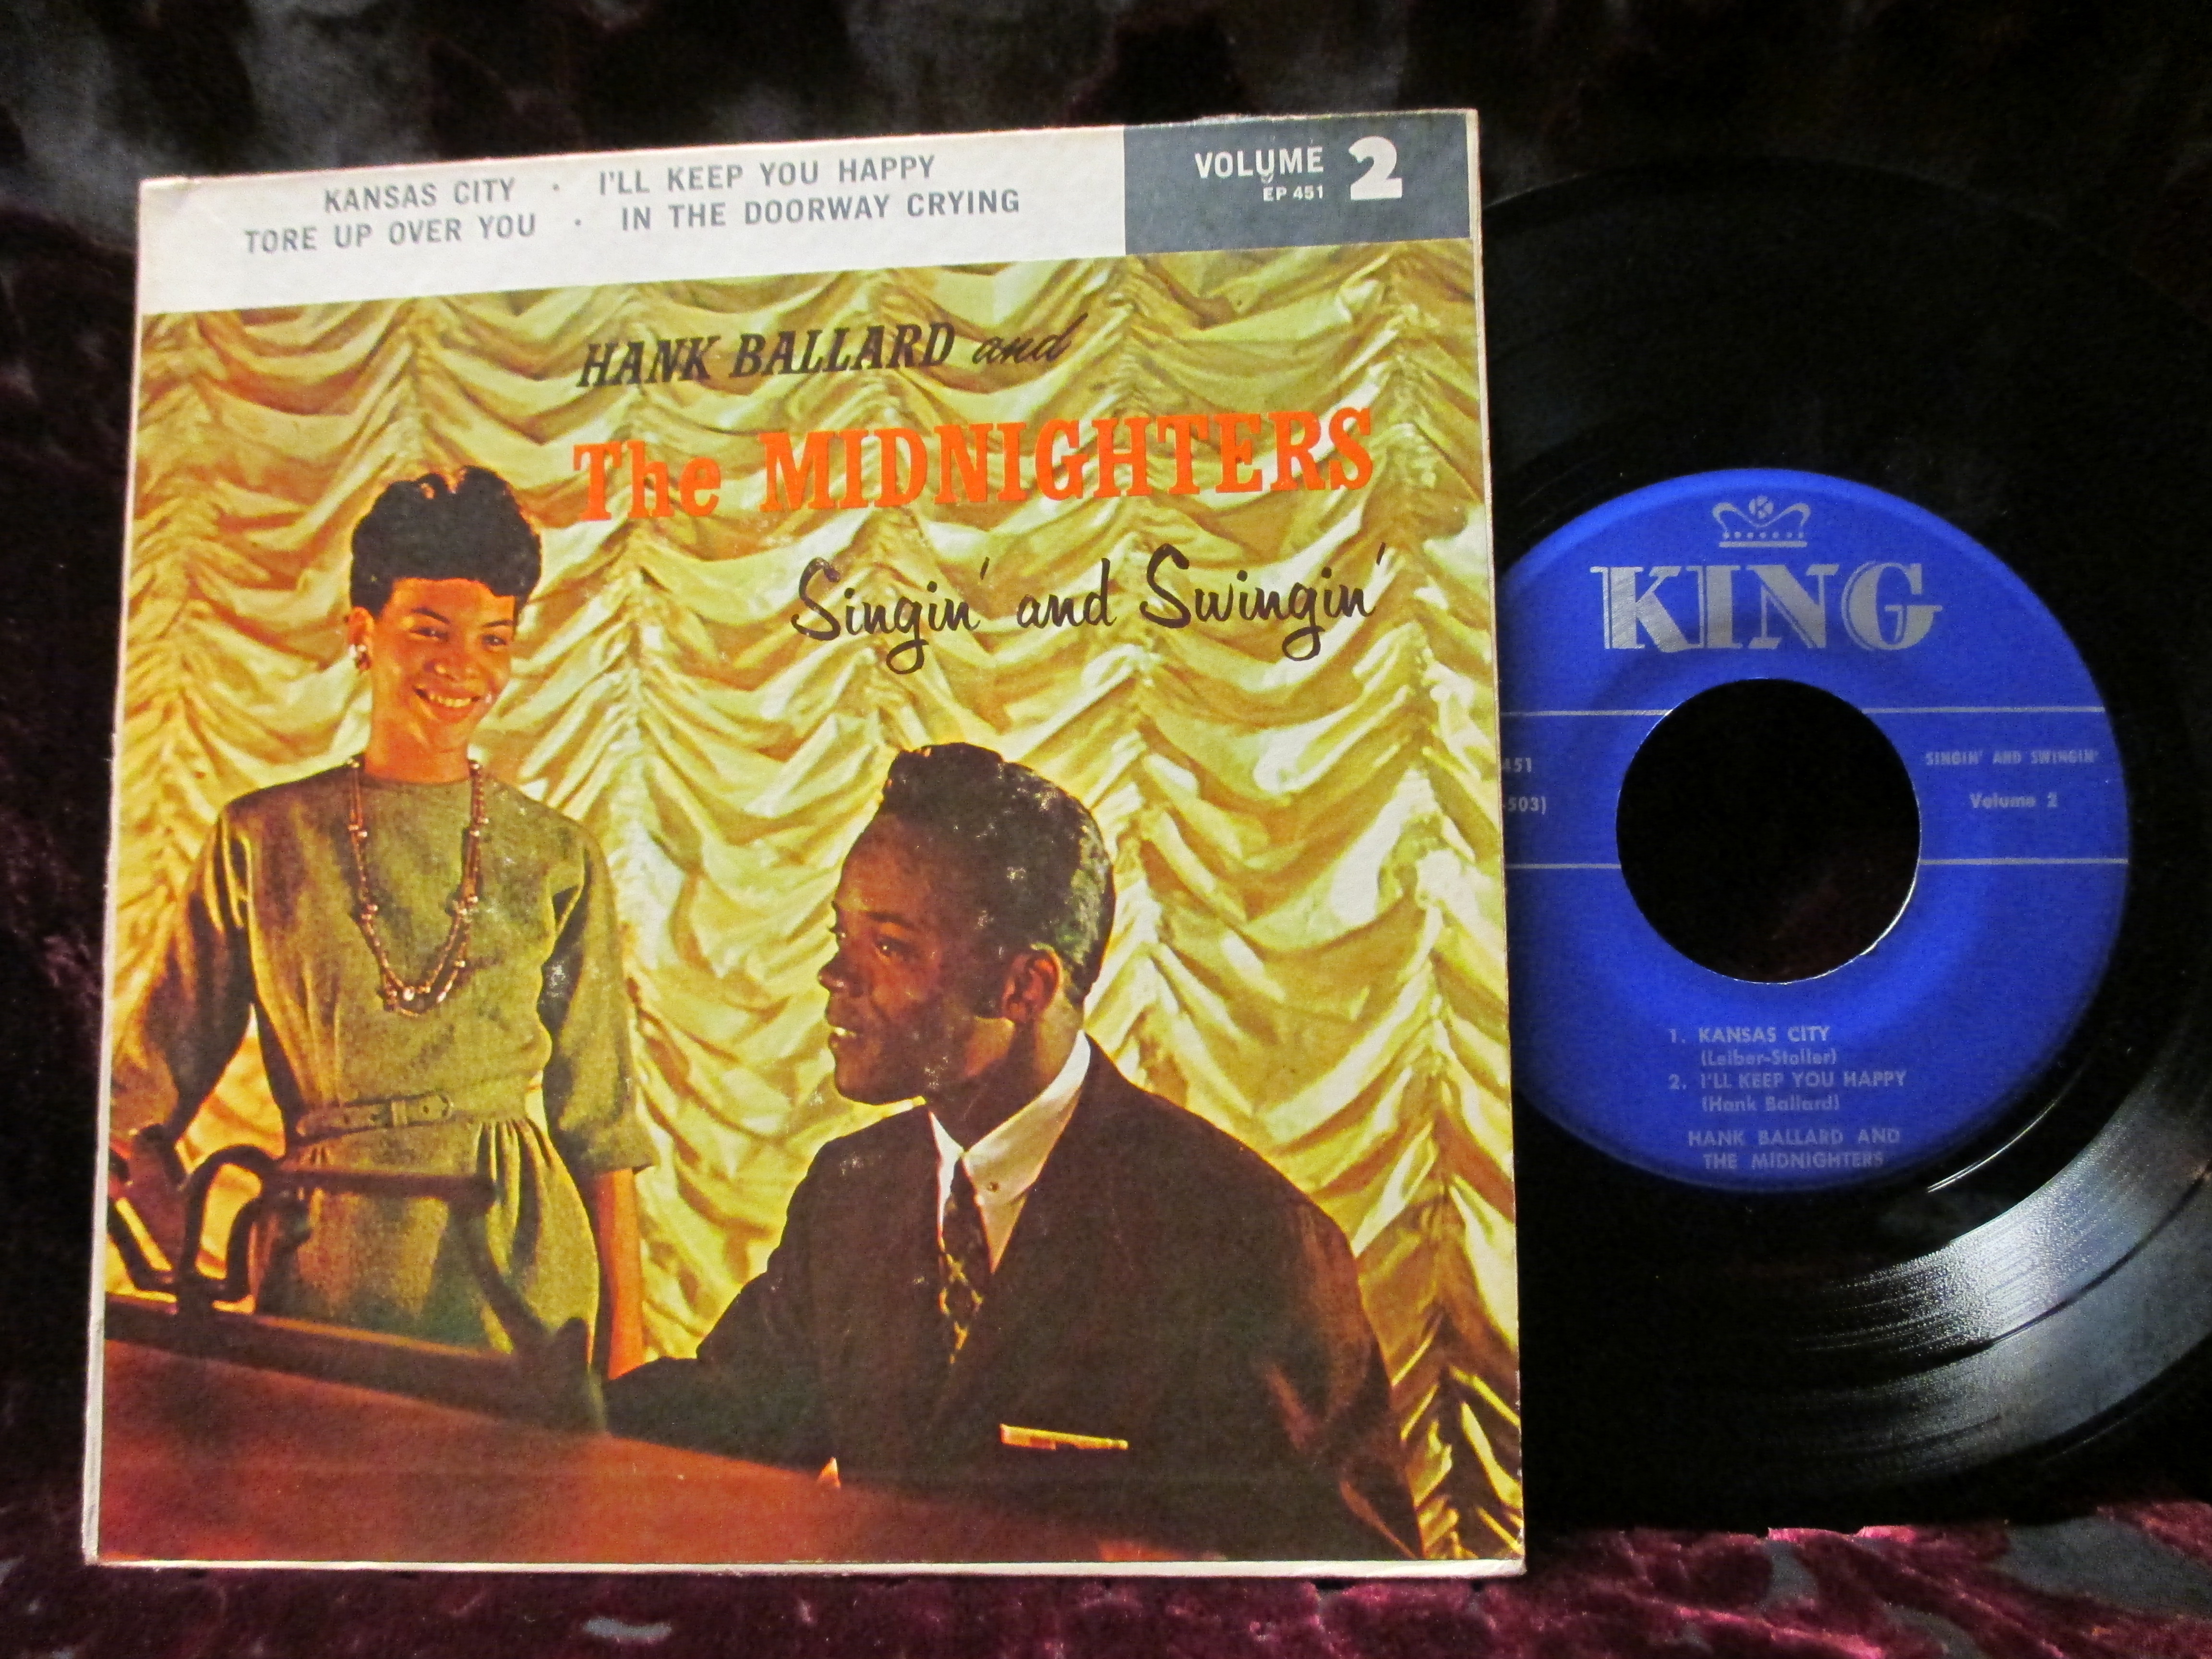 KANSAS CITY · I'LL KEEP YOU HAPPY
TORE UP OVER YOU · IN THE DOORWAY CRYING
VOLUME 2
EP 451
HANK BALLARD and
The MIDNIGHTERS
Singin' and Swingin'
K
KING
451
-503)
SINGIN' AND SWINGIN'
Volume 2
1. KANSAS CITY
(Leiber-Stoller)
2. I'LL KEEP YOU HAPPY
(Hank Ballard)
HANK BALLARD AND
THE MIDNIGHTERS